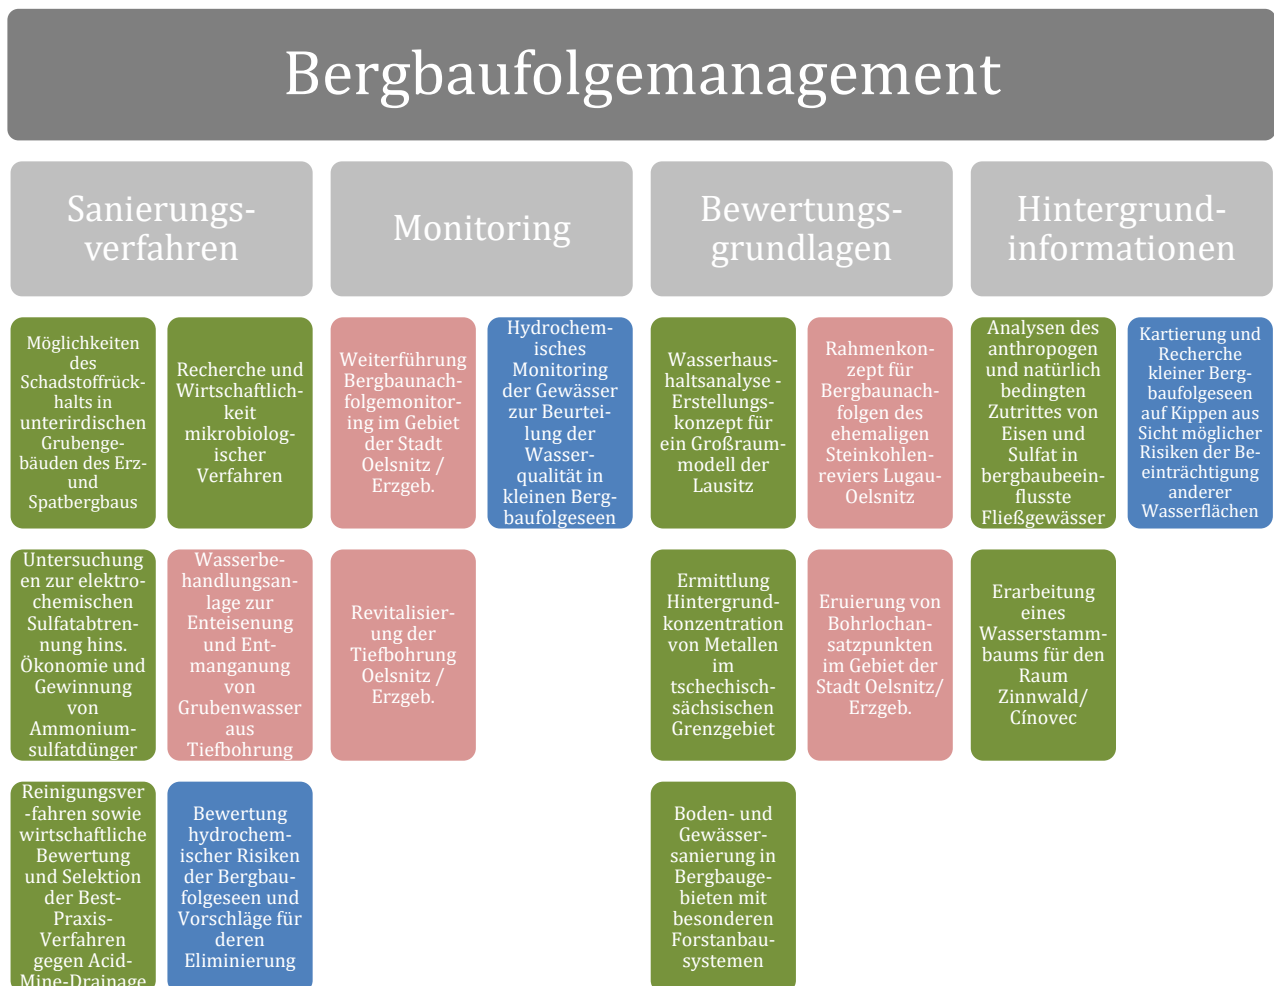 Bergbaufolgemanagement
Sanierungs-
verfahren
Monitoring
Bewertungs-
grundlagen
Hintergrund-
informationen
Möglichkeiten
des
Schadstoffrück-
halts in
unterirdischen
Grubenge-
bäuden des Erz-
und
Spatbergbaus
Recherche und
Wirtschaftlich-
keit
mikrobiolog-
ischer
Verfahren
Weiterführung
Bergbaunach-
folgemonitor-
ing im Gebiet
der Stadt
Oelsnitz /
Erzgeb.
Hydrochem-
isches
Monitoring
der Gewässer
zur Beurtei-
lung der
Wasser-
qualität in
kleinen Berg-
baufolgeseen
Wasserhaus-
haltsanalyse -
Erstellungs-
konzept für
ein Großraum-
modell der
Lausitz
Rahmenkon-
zept für
Bergbaunach-
folgen des
ehemaligen
Steinkohlen-
reviers Lugau-
Oelsnitz
Analysen des
anthropogen
und natürlich
bedingten
Zutrittes von
Eisen und
Sulfat in
bergbaubeein-
flusste
Fließgewässer
Kartierung und
Recherche
kleiner Berg-
baufolgeseen
auf Kippen aus
Sicht möglicher
Risiken der Be-
einträchtigung
anderer
Wasserflächen
Untersuchung
en zur elektro-
chemischen
Sulfatabtren-
nung hins.
Ökonomie und
Gewinnung
von
Ammonium-
sulfatdünger
Wasserbe-
handlungsan-
lage zur
Enteisenung
und Ent-
manganung
von
Grubenwasser
aus
Tiefbohrung
Revitalisier-
ung der
Tiefbohrung
Oelsnitz /
Erzgeb.
Ermittlung
Hintergrund-
konzentration
von Metallen
im
tschechisch-
sächsischen
Grenzgebiet
Eruierung von
Bohrlochan-
satzpunkten
im Gebiet der
Stadt Oelsnitz/
Erzgeb.
Erarbeitung
eines
Wasserstamm-
baums für den
Raum
Zinnwald/
Cínovec
Reinigungsver
-fahren sowie
wirtschaftliche
Bewertung
und Selektion
der Best-
Praxis-
Verfahren
gegen Acid-
Mine-Drainage
Bewertung
hydrochem-
ischer Risiken
der Bergbau-
folgeseen und
Vorschläge für
deren
Eliminierung
Boden- und
Gewässer-
sanierung in
Bergbauge-
bieten mit
besonderen
Forstanbau-
systemen